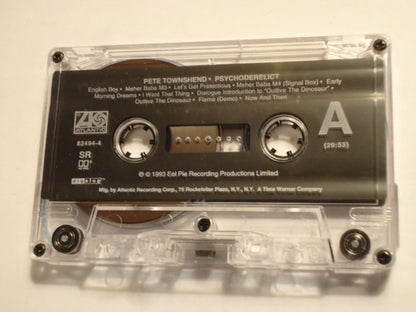 PETE TOWNSHEND • PSYCHODERELICT
English Boy • Meher Baba M3 • Let's Get Pretentious • Meher Baba M4 (Signal Box) • Early
Morning Dreams • I Want That Thing • Dialogue Introduction to "Outlive The Dinosaur" •
Outlive The Dinosaur • Flame (Demo) • Now And Then
ATLANTIC
82494-4
SR
A
(29:53)
℗ © 1993 Eel Pie Recording Productions Limited
Mfg. by Atlantic Recording Corp., 75 Rockefeller Plaza, N.Y., N.Y. A Time Warner Company